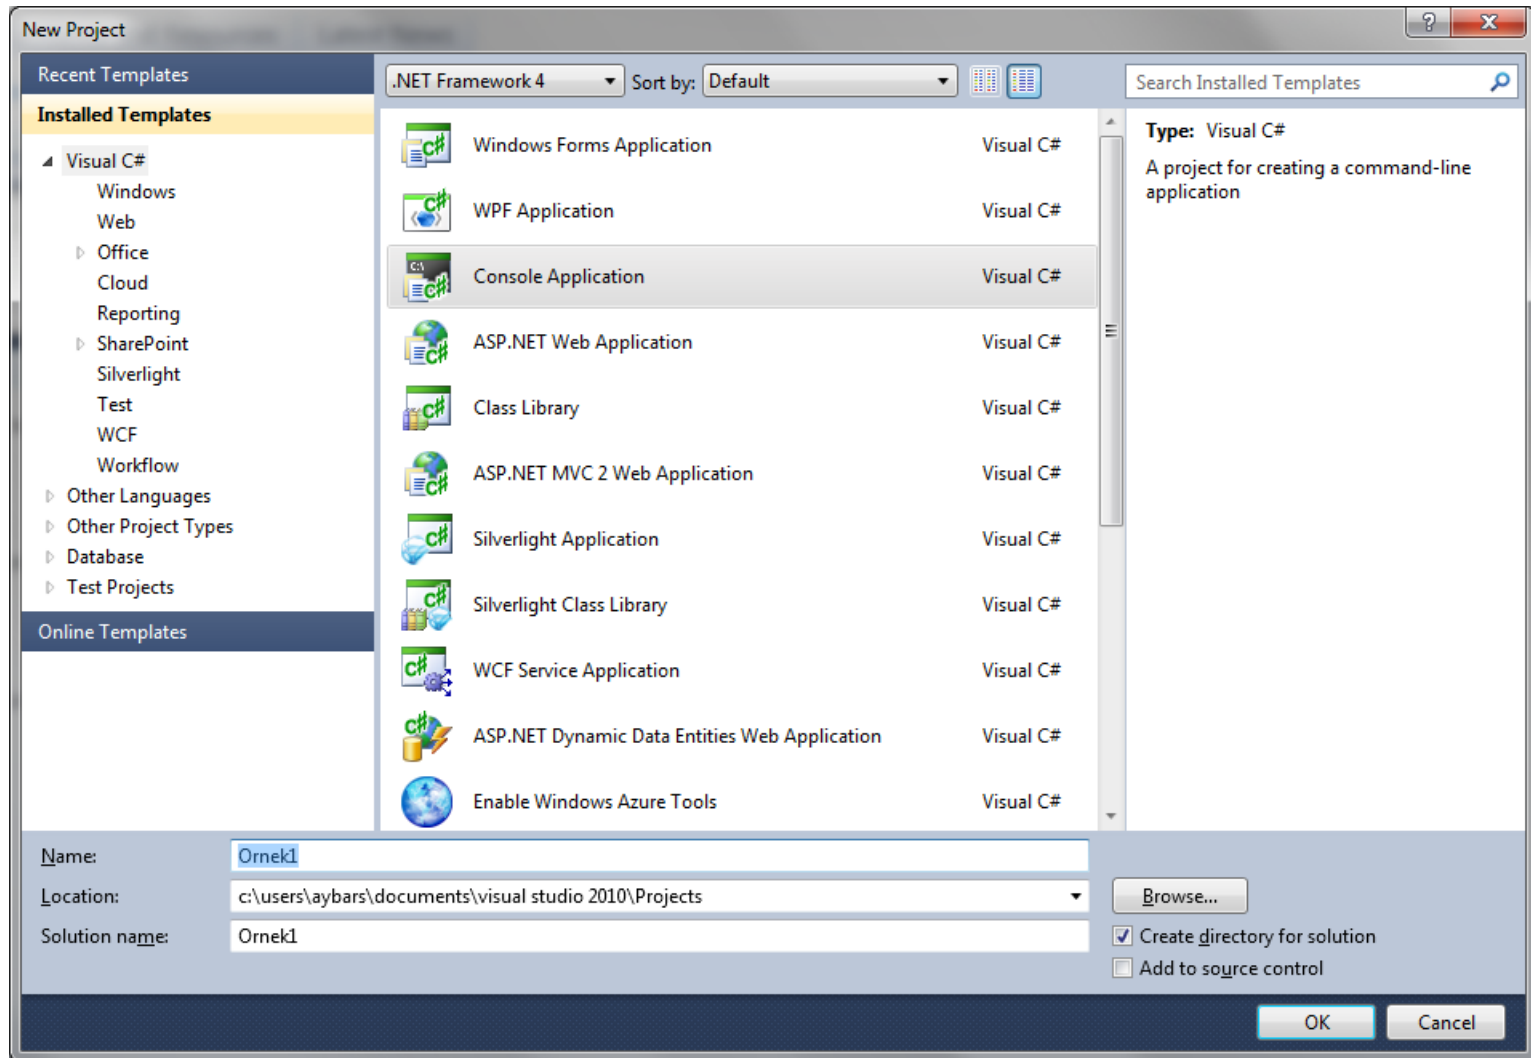 New Project
Recent Templates
Installed Templates
Visual C#
Windows
Web
Office
Cloud
Reporting
SharePoint
Silverlight
Test
WCF
Workflow
Other Languages
Other Project Types
Database
Test Projects
Online Templates
.NET Framework 4 Sort by: Default
Windows Forms Application Visual C#
WPF Application Visual C#
Console Application Visual C#
ASP.NET Web Application Visual C#
Class Library Visual C#
ASP.NET MVC 2 Web Application Visual C#
Silverlight Application Visual C#
Silverlight Class Library Visual C#
WCF Service Application Visual C#
ASP.NET Dynamic Data Entities Web Application Visual C#
Enable Windows Azure Tools Visual C#
Search Installed Templates
Type: Visual C#
A project for creating a command-line
application
Name: Ornek1
Location: c:\users\aybars\documents\visual studio 2010\Projects Browse...
Solution name: Ornek1 Create directory for solution
Add to source control
OK Cancel